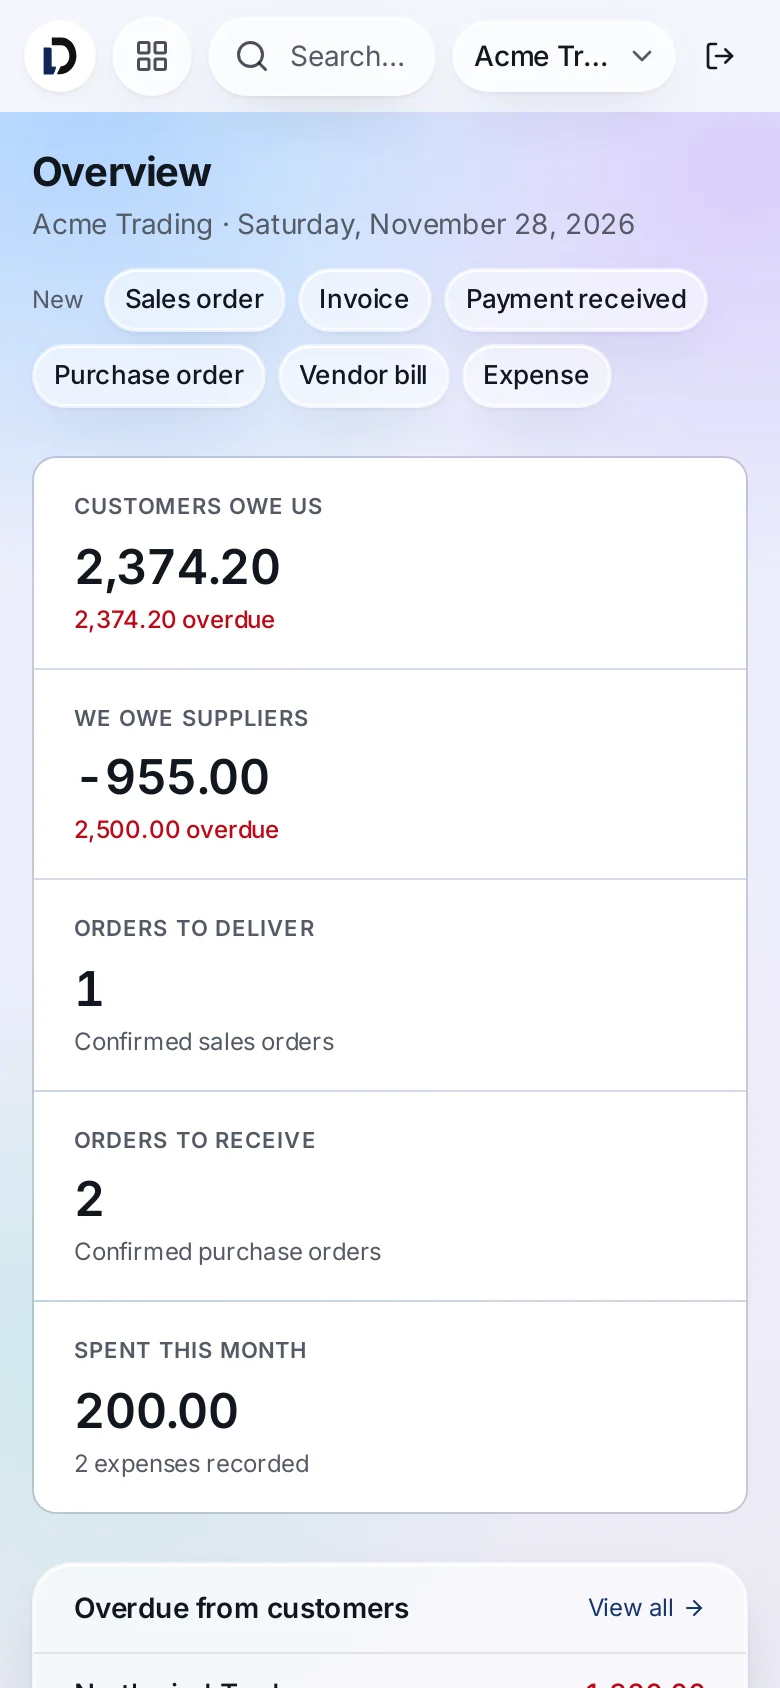 Search...
Acme Tr...
Overview
Acme Trading · Saturday, November 28, 2026
New
Sales order
Invoice
Payment received
Purchase order
Vendor bill
Expense
CUSTOMERS OWE US
2,374.20
2,374.20 overdue
WE OWE SUPPLIERS
-955.00
2,500.00 overdue
ORDERS TO DELIVER
1
Confirmed sales orders
ORDERS TO RECEIVE
2
Confirmed purchase orders
SPENT THIS MONTH
200.00
2 expenses recorded
Overdue from customers
View all →